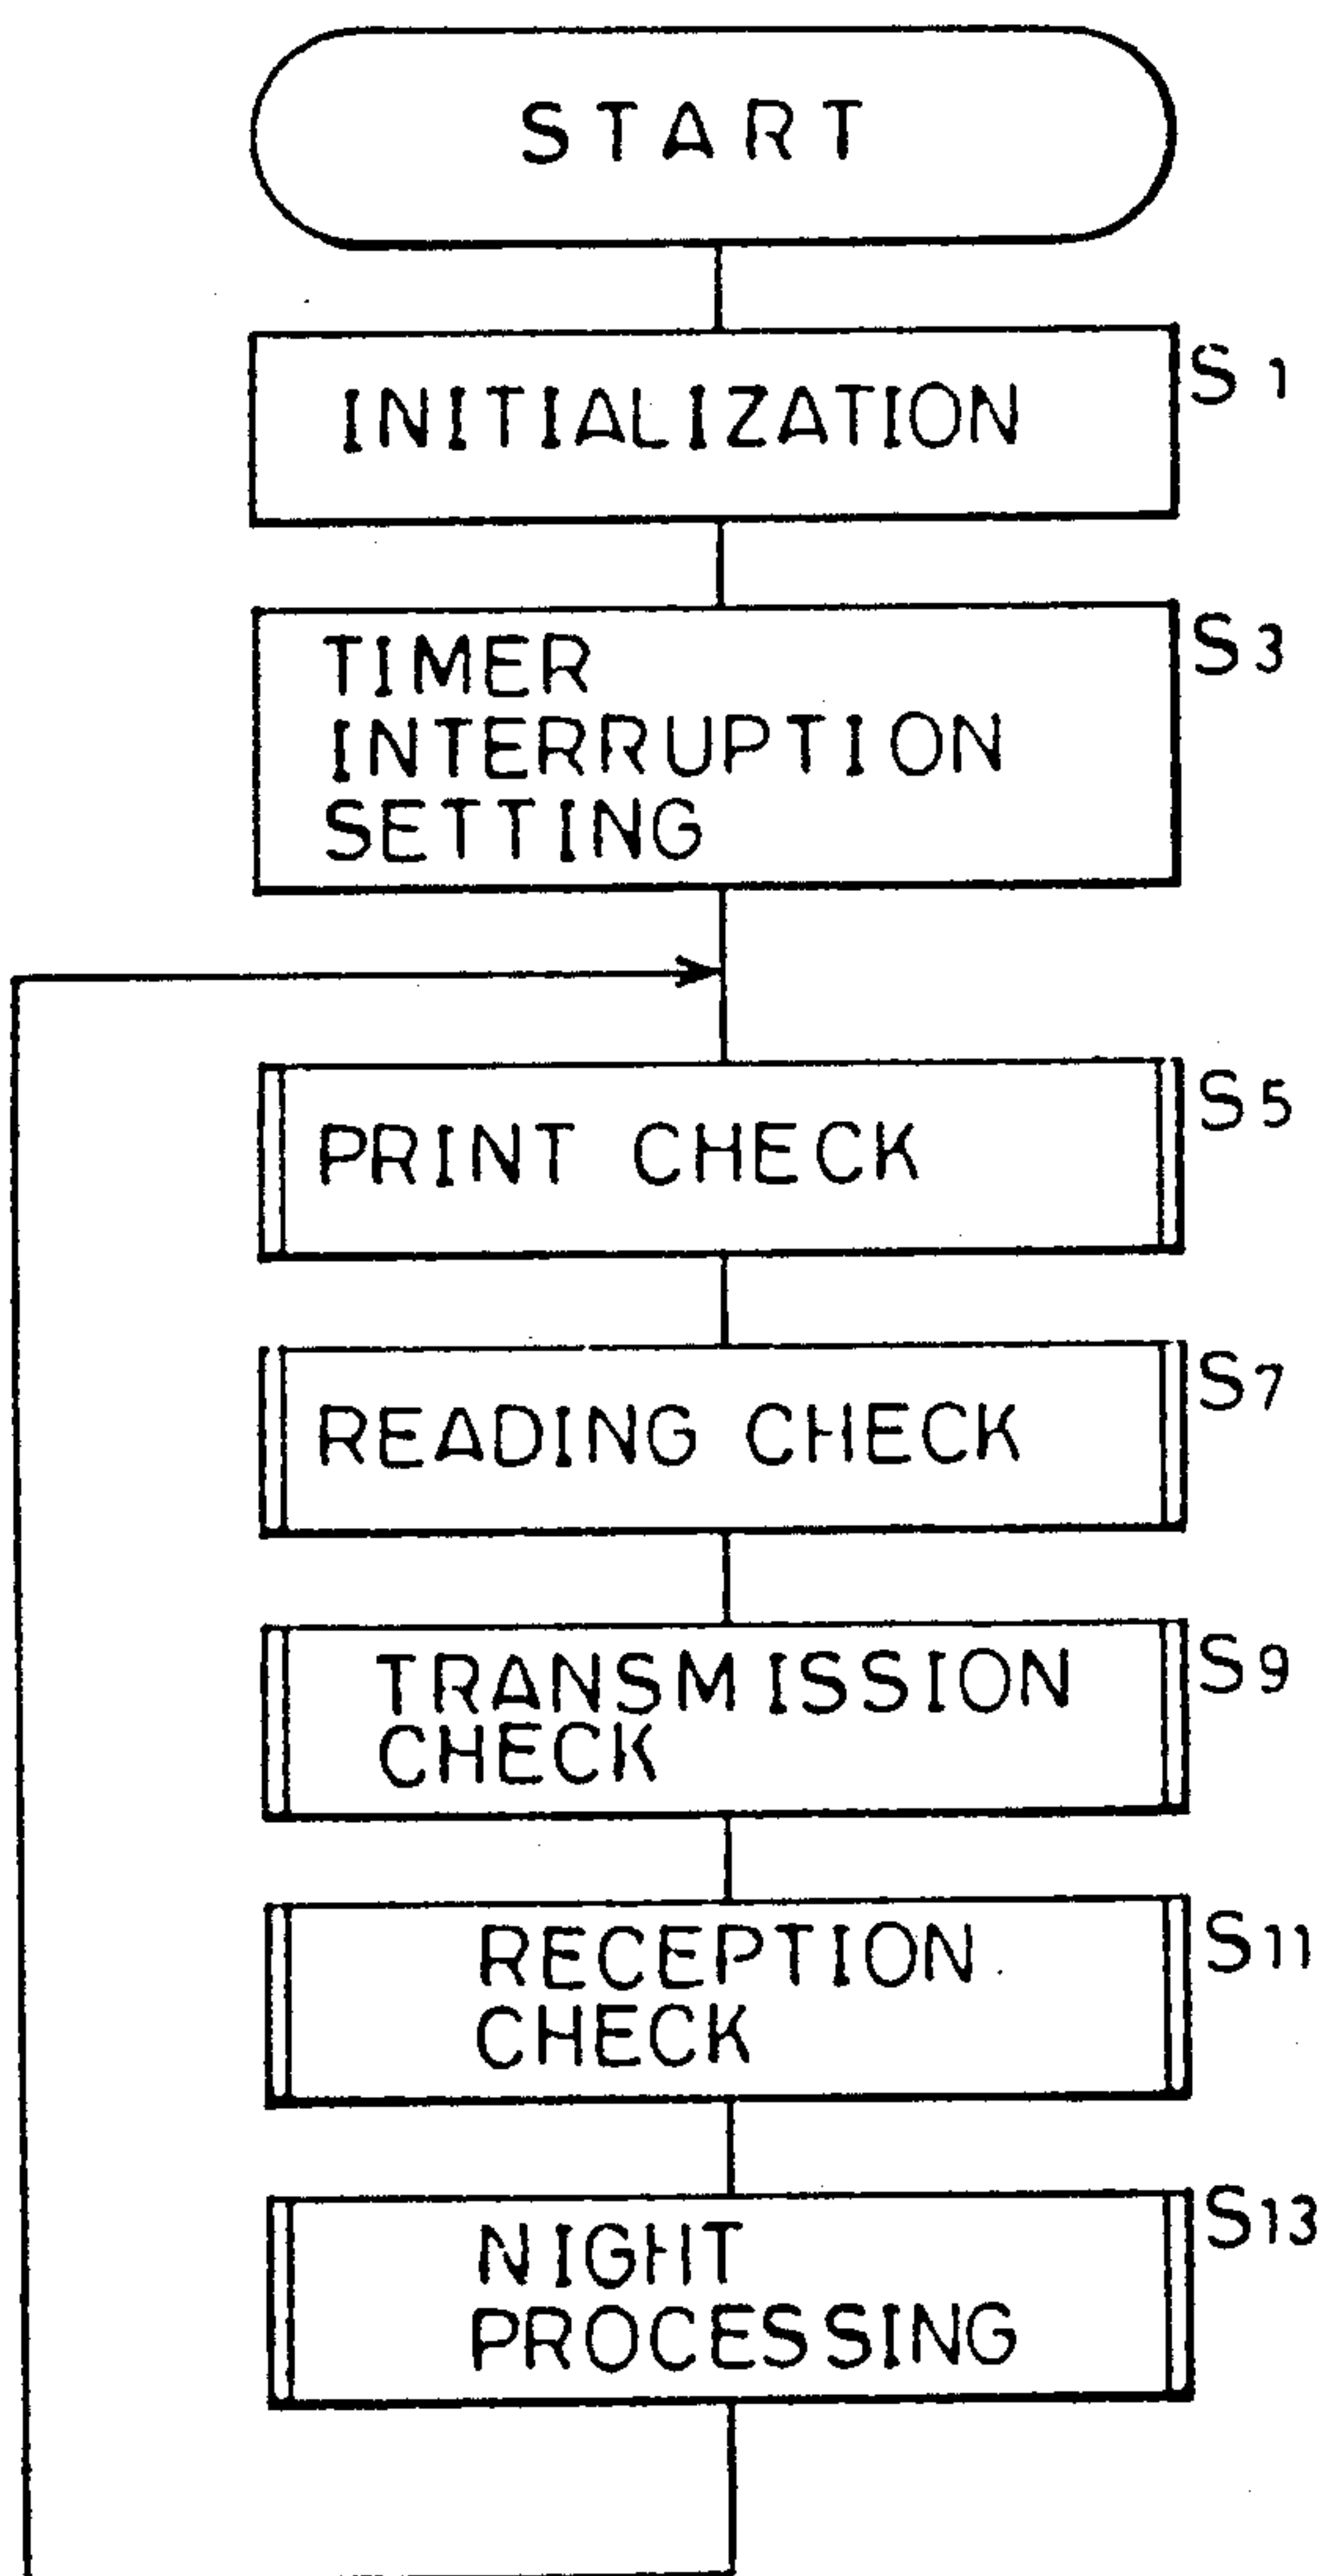 START
INITIALIZATION
S1
TIMER
INTERRUPTION
SETTING
S3
PRINT CHECK
S5
READING CHECK
S7
TRANSMISSION
CHECK
S9
RECEPTION
CHECK
S11
NIGHT
PROCESSING
S13